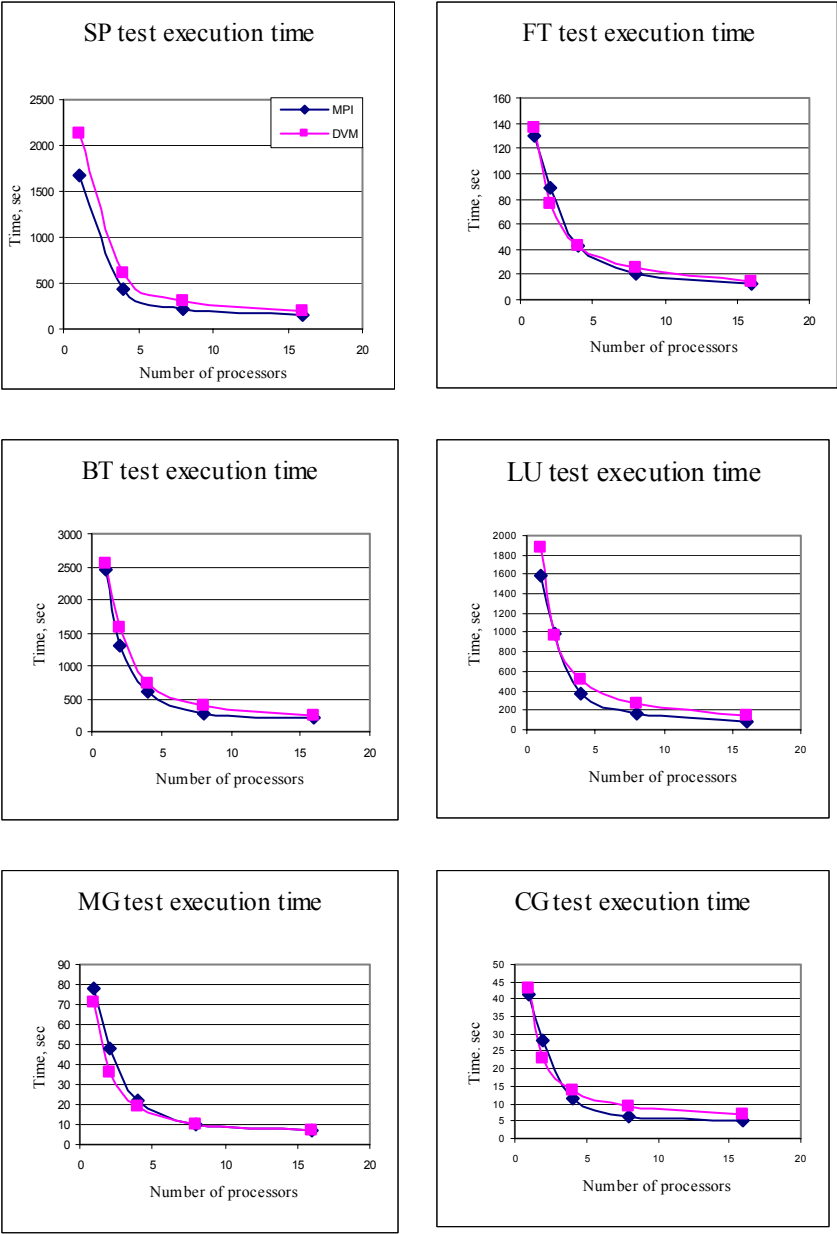 SP test execution time
2500
2000
1500
1000
500
0
Time, sec
MPI
DVM
0 5 10 15 20
Number of processors
FT test execution time
160
140
120
100
80
60
40
20
0
Time, sec
0 5 10 15 20
Number of processors
BT test execution time
3000
2500
2000
1500
1000
500
0
Time, sec
0 5 10 15 20
Number of processors
LU test execution time
2000
1800
1600
1400
1200
1000
800
600
400
200
0
Time, sec
0 5 10 15 20
Number of processors
MG test execution time
90
80
70
60
50
40
30
20
10
0
Time, sec
0 5 10 15 20
Number of processors
CG test execution time
50
45
40
35
30
25
20
15
10
5
0
Time. sec
0 5 10 15 20
Number of processors